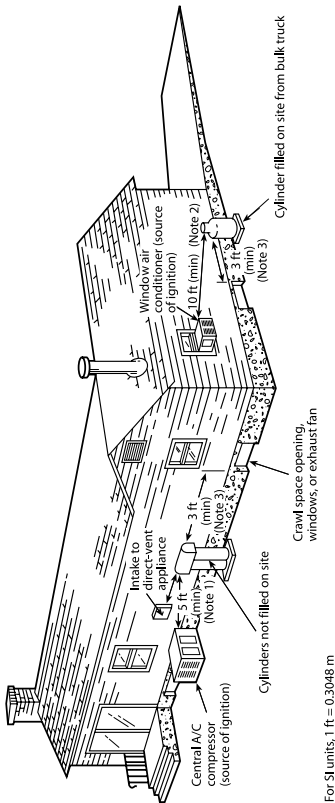 Central A/C
compressor
(source of ignition)
Intake to
direct-vent
appliance
5 ft
(min)
(Note 1)
Cylinders not filled on site
3 ft
(min)
(Note 3)
Crawl space opening,
windows, or exhaust fan
Window air
conditioner (source
of ignition)
10 ft (min)
(Note 2)
3 ft
(min)
(Note 3)
Cylinder filled on site from bulk truck
For SI units, 1 ft = 0.3048 m